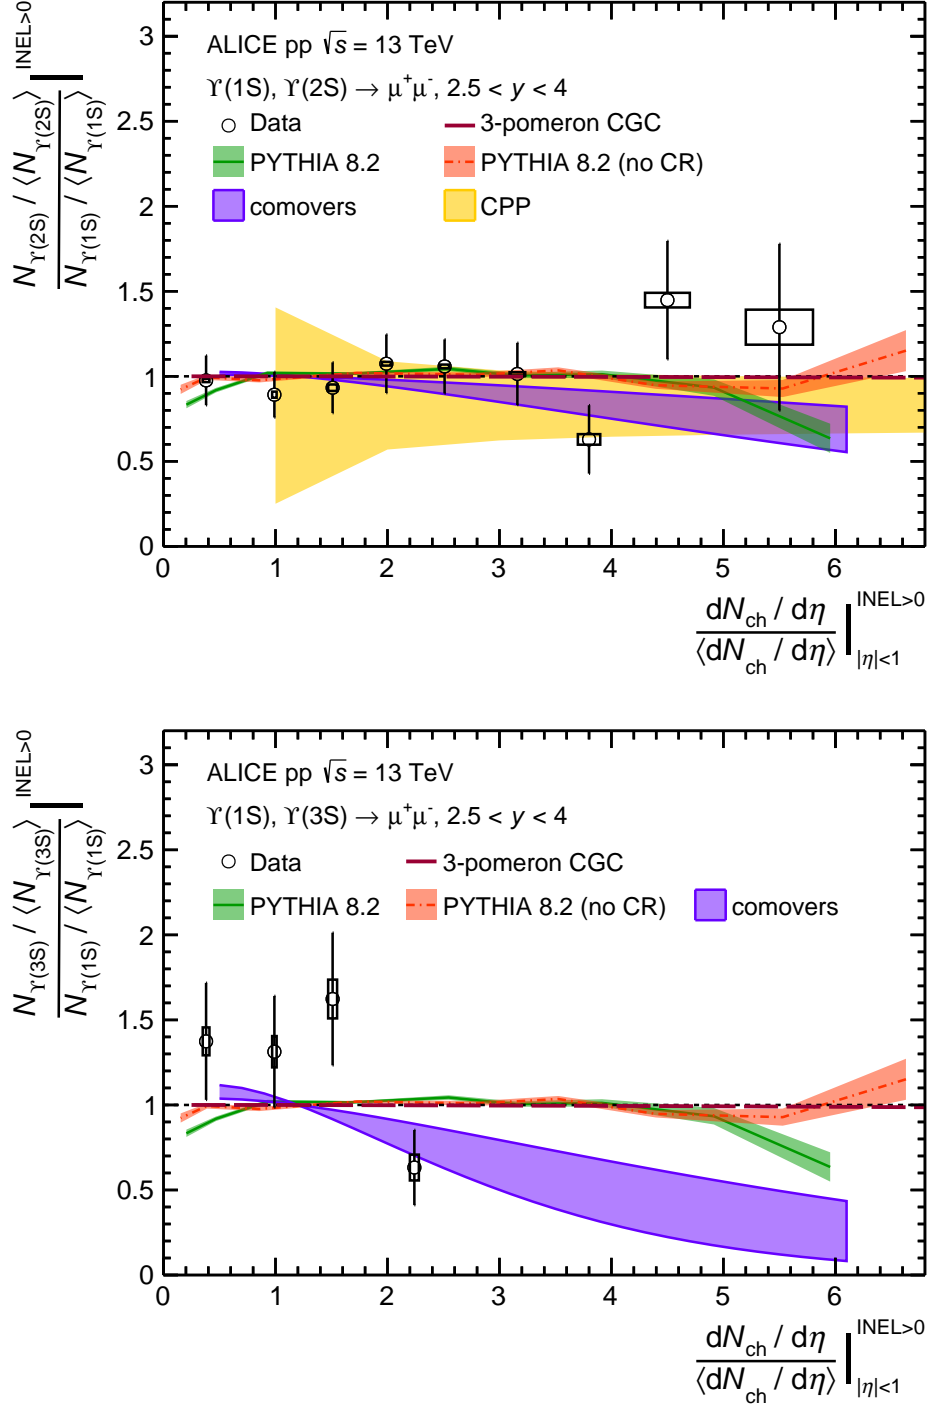 ALICE pp √s = 13 TeV
ϒ(1S), ϒ(2S) → μ⁺μ⁻, 2.5 < y < 4
Data
3-pomeron CGC
PYTHIA 8.2
PYTHIA 8.2 (no CR)
comovers
CPP
N_ϒ(2S) / ⟨N_ϒ(2S)⟩
N_ϒ(1S) / ⟨N_ϒ(1S)⟩
INEL>0
3
2.5
2
1.5
1
0.5
0
0 1 2 3 4 5 6
dN_ch / dη
⟨dN_ch / dη⟩
INEL>0
|η|<1
ALICE pp √s = 13 TeV
ϒ(1S), ϒ(3S) → μ⁺μ⁻, 2.5 < y < 4
Data
3-pomeron CGC
PYTHIA 8.2
PYTHIA 8.2 (no CR)
comovers
N_ϒ(3S) / ⟨N_ϒ(3S)⟩
N_ϒ(1S) / ⟨N_ϒ(1S)⟩
INEL>0
3
2.5
2
1.5
1
0.5
0
0 1 2 3 4 5 6
dN_ch / dη
⟨dN_ch / dη⟩
INEL>0
|η|<1